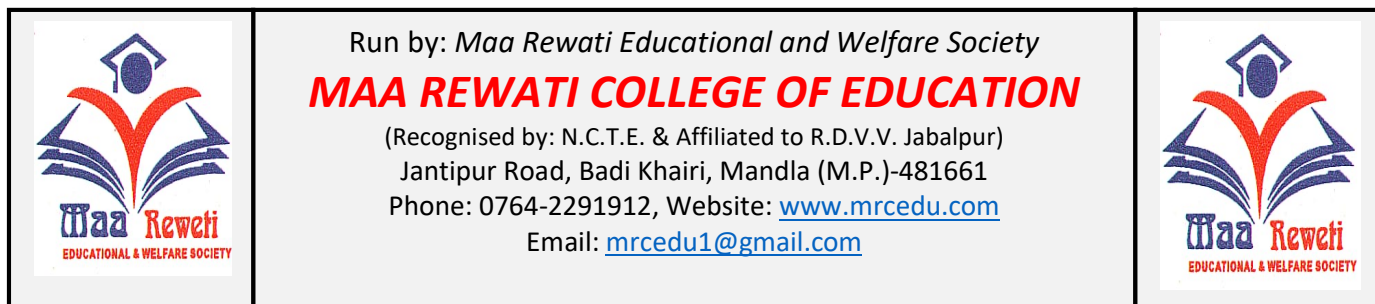 Maa Reweti
EDUCATIONAL & WELFARE SOCIETY
Run by: Maa Rewati Educational and Welfare Society
MAA REWATI COLLEGE OF EDUCATION
(Recognised by: N.C.T.E. & Affiliated to R.D.V.V. Jabalpur)
Jantipur Road, Badi Khairi, Mandla (M.P.)-481661
Phone: 0764-2291912, Website: www.mrcedu.com
Email: mrcedu1@gmail.com
Maa Reweti
EDUCATIONAL & WELFARE SOCIETY